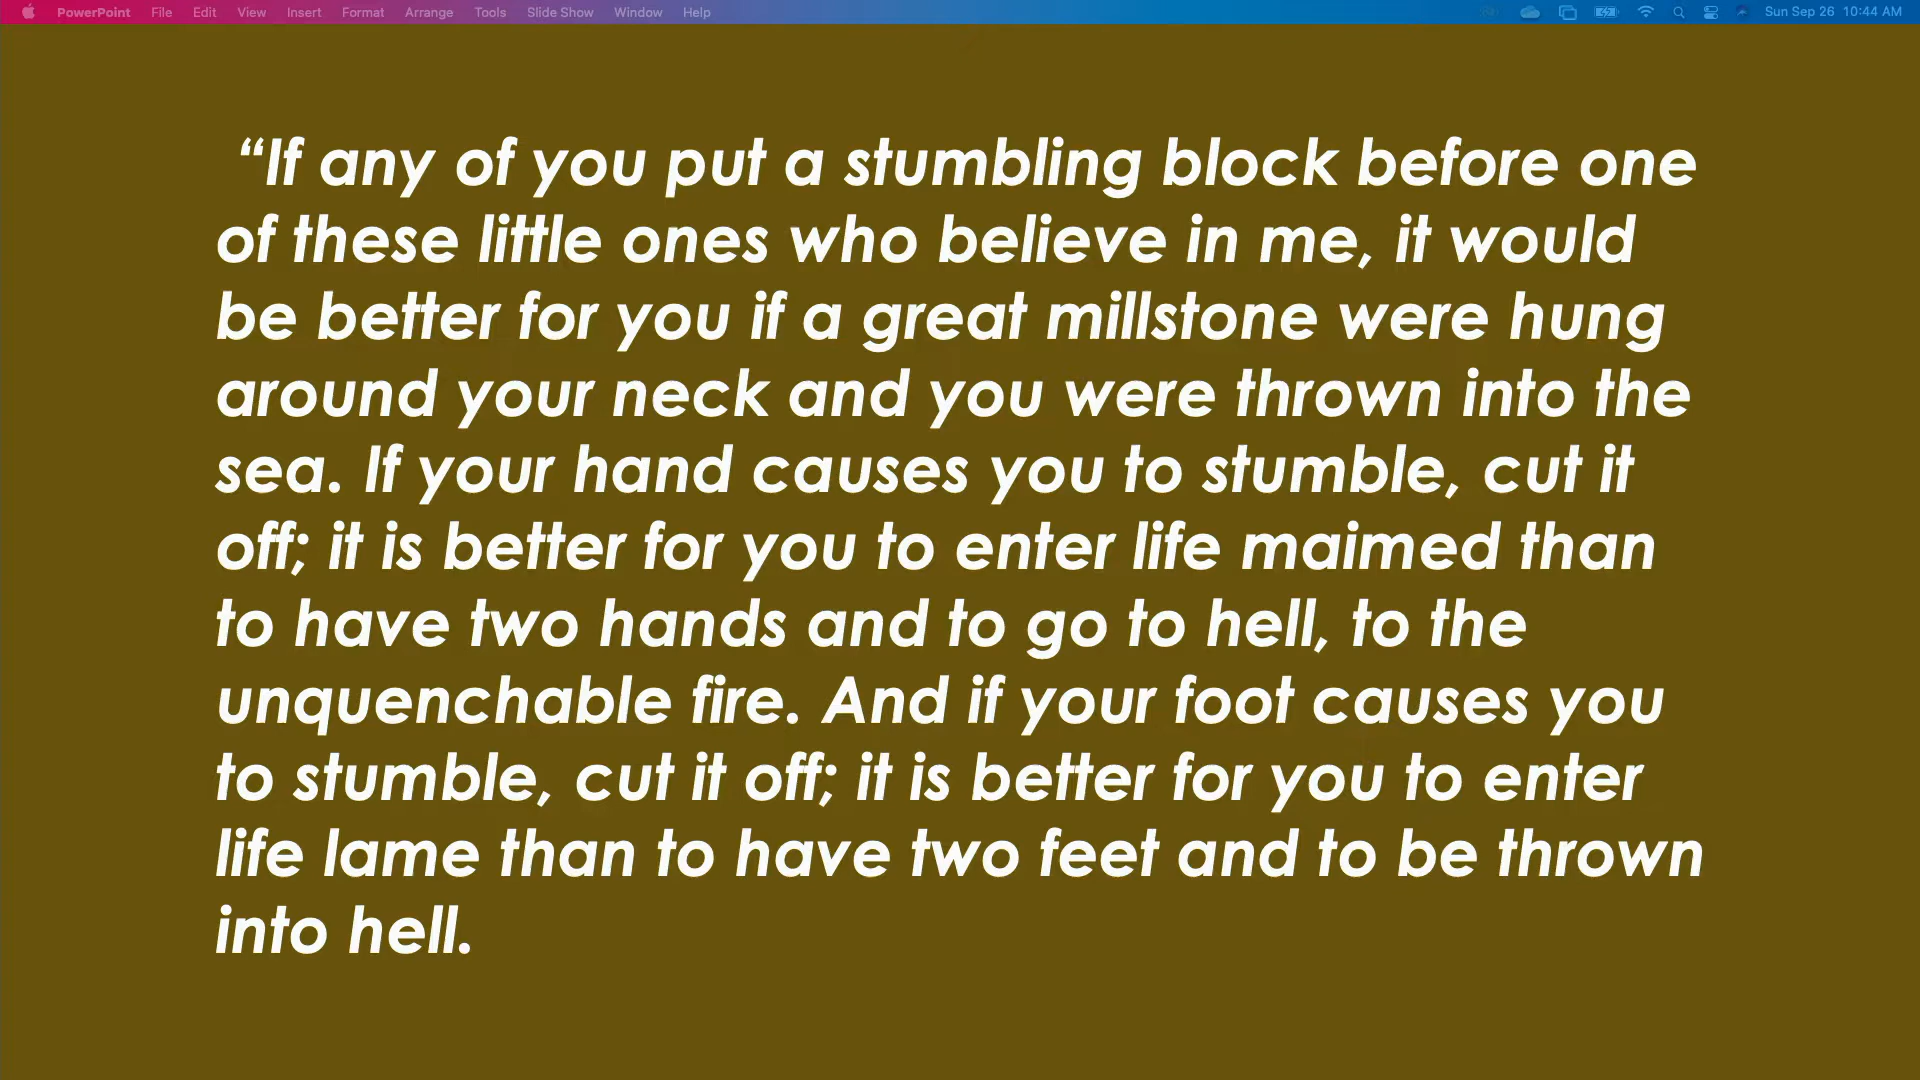 PowerPoint File Edit View Insert Format Arrange Tools Slide Show Window Help Sun Sep 26 10:44 AM
“If any of you put a stumbling block before one
of these little ones who believe in me, it would
be better for you if a great millstone were hung
around your neck and you were thrown into the
sea. If your hand causes you to stumble, cut it
off; it is better for you to enter life maimed than
to have two hands and to go to hell, to the
unquenchable fire. And if your foot causes you
to stumble, cut it off; it is better for you to enter
life lame than to have two feet and to be thrown
into hell.